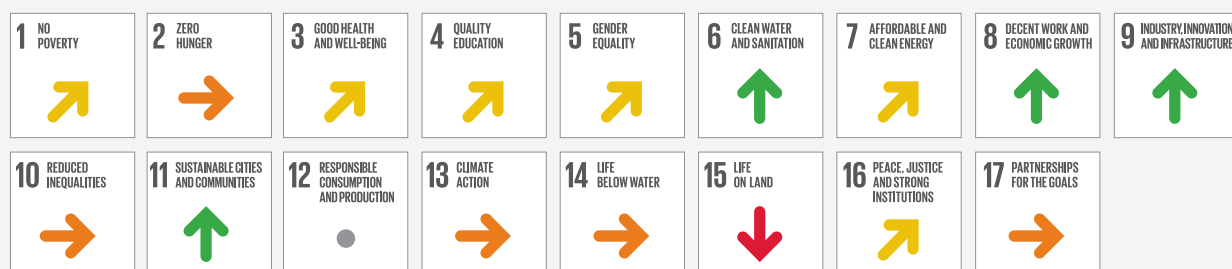 1 NO
POVERTY
2 ZERO
HUNGER
3 GOOD HEALTH
AND WELL-BEING
4 QUALITY
EDUCATION
5 GENDER
EQUALITY
6 CLEAN WATER
AND SANITATION
7 AFFORDABLE AND
CLEAN ENERGY
8 DECENT WORK AND
ECONOMIC GROWTH
9 INDUSTRY, INNOVATION
AND INFRASTRUCTURE
10 REDUCED
INEQUALITIES
11 SUSTAINABLE CITIES
AND COMMUNITIES
12 RESPONSIBLE
CONSUMPTION
AND PRODUCTION
13 CLIMATE
ACTION
14 LIFE
BELOW WATER
15 LIFE
ON LAND
16 PEACE, JUSTICE
AND STRONG
INSTITUTIONS
17 PARTNERSHIPS
FOR THE GOALS